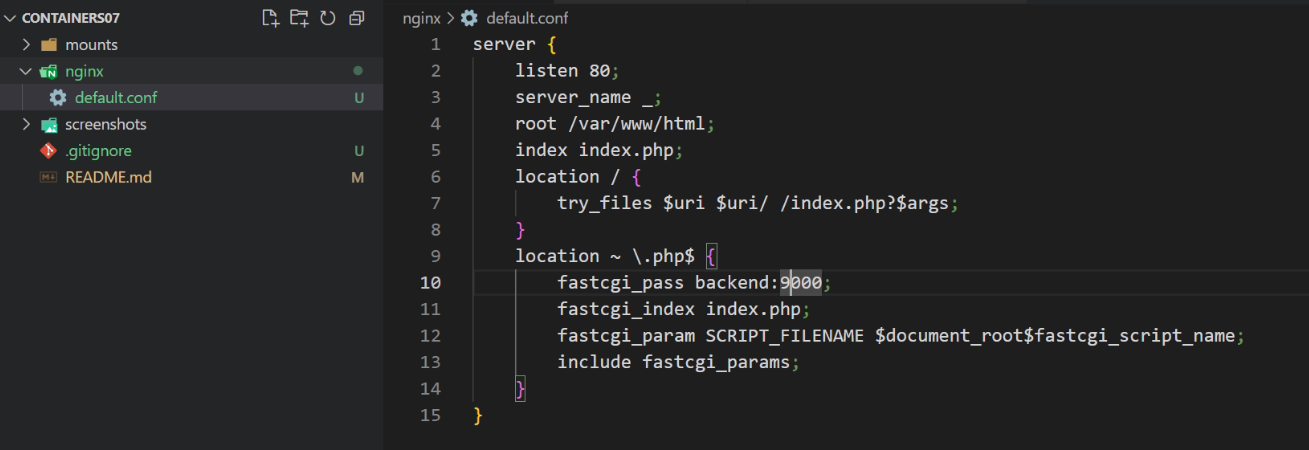 CONTAINERS07
mounts
nginx
default.conf U
screenshots
.gitignore U
README.md M
nginx > default.conf
1 server {
2 listen 80;
3 server_name _;
4 root /var/www/html;
5 index index.php;
6 location / {
7 try_files $uri $uri/ /index.php?$args;
8 }
9 location ~ \.php$ {
10 fastcgi_pass backend:9000;
11 fastcgi_index index.php;
12 fastcgi_param SCRIPT_FILENAME $document_root$fastcgi_script_name;
13 include fastcgi_params;
14 }
15 }